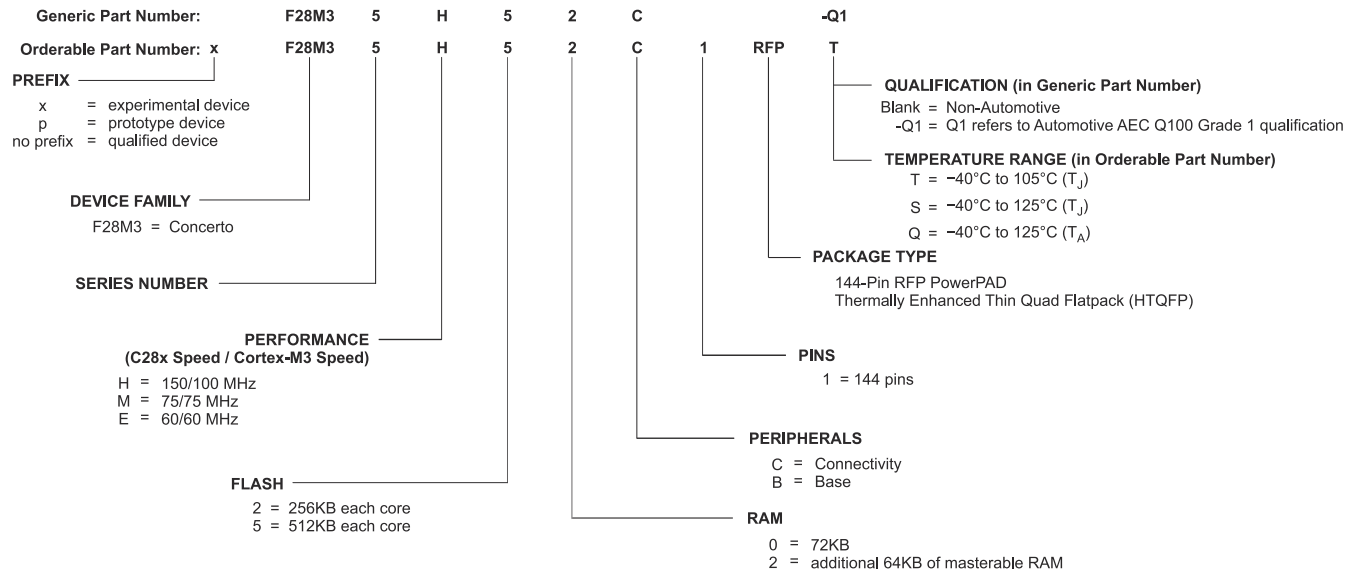 Generic Part Number: F28M3 5 H 5 2 C -Q1
Orderable Part Number: x F28M3 5 H 5 2 C 1 RFP T
PREFIX
x = experimental device
p = prototype device
no prefix = qualified device
QUALIFICATION (in Generic Part Number)
Blank = Non-Automotive
-Q1 = Q1 refers to Automotive AEC Q100 Grade 1 qualification
TEMPERATURE RANGE (in Orderable Part Number)
T = −40°C to 105°C (TJ)
S = −40°C to 125°C (TJ)
Q = −40°C to 125°C (TA)
DEVICE FAMILY
F28M3 = Concerto
PACKAGE TYPE
144-Pin RFP PowerPAD
Thermally Enhanced Thin Quad Flatpack (HTQFP)
SERIES NUMBER
PERFORMANCE
(C28x Speed / Cortex-M3 Speed)
H = 150/100 MHz
M = 75/75 MHz
E = 60/60 MHz
PINS
1 = 144 pins
PERIPHERALS
C = Connectivity
B = Base
FLASH
2 = 256KB each core
5 = 512KB each core
RAM
0 = 72KB
2 = additional 64KB of masterable RAM